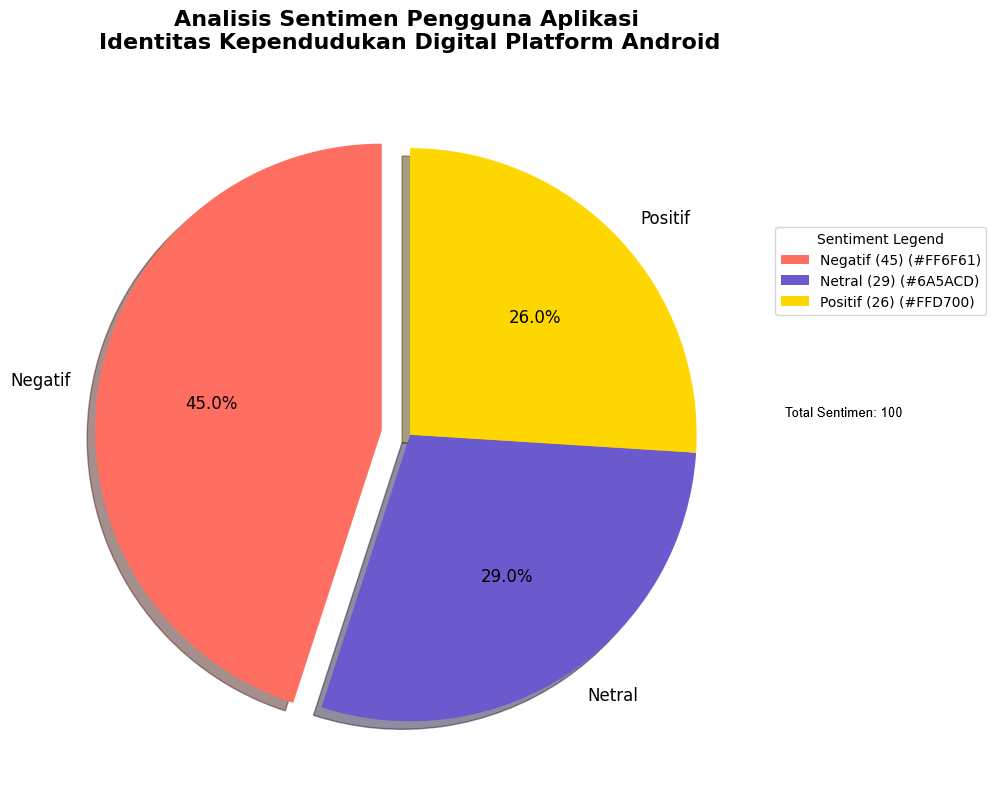 Analisis Sentimen Pengguna Aplikasi
Identitas Kependudukan Digital Platform Android
Positif
26.0%
Negatif
45.0%
29.0%
Netral
Sentiment Legend
Negatif (45) (#FF6F61)
Netral (29) (#6A5ACD)
Positif (26) (#FFD700)
Total Sentimen: 100